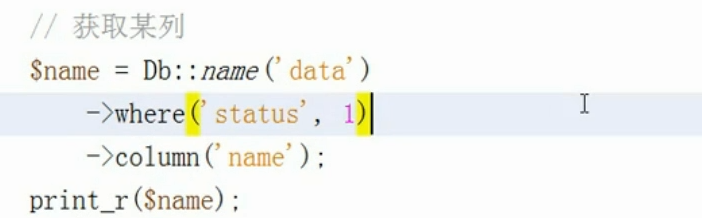 // 获取某列
$name = Db::name('data')
->where('status', 1)
->column('name');
print_r($name);